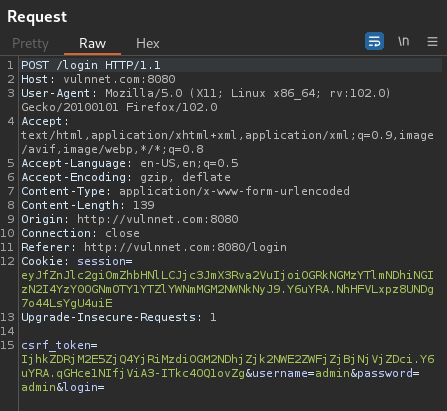 Request
Pretty Raw Hex \n
1 POST /login HTTP/1.1
2 Host: vulnnet.com:8080
3 User-Agent: Mozilla/5.0 (X11; Linux x86_64; rv:102.0)
Gecko/20100101 Firefox/102.0
4 Accept:
text/html,application/xhtml+xml,application/xml;q=0.9,image
/avif,image/webp,*/*;q=0.8
5 Accept-Language: en-US,en;q=0.5
6 Accept-Encoding: gzip, deflate
7 Content-Type: application/x-www-form-urlencoded
8 Content-Length: 139
9 Origin: http://vulnnet.com:8080
10 Connection: close
11 Referer: http://vulnnet.com:8080/login
12 Cookie: session=
eyJfZnJlc2giOmZhbHNlLCJjc3JmX3Rva2VuIjoiOGRkNGMzYTlmNDhiNGI
zN2I4YzY0OGNmOTY1YTZlYWNmMGM2NWNkNyJ9.Y6uYRA.NhHFVLxpz8UNDg
7o44LsYgU4uiE
13 Upgrade-Insecure-Requests: 1
14
15 csrf_token=
IjhkZDRjM2E5ZjQ4YjRiMzdiOGM2NDhjZjk2NWE2ZWFjZjBjNjVjZDci.Y6
uYRA.qGHce1NIfjViA3-ITkc4OQ1ovZg&username=admin&password=
admin&login=